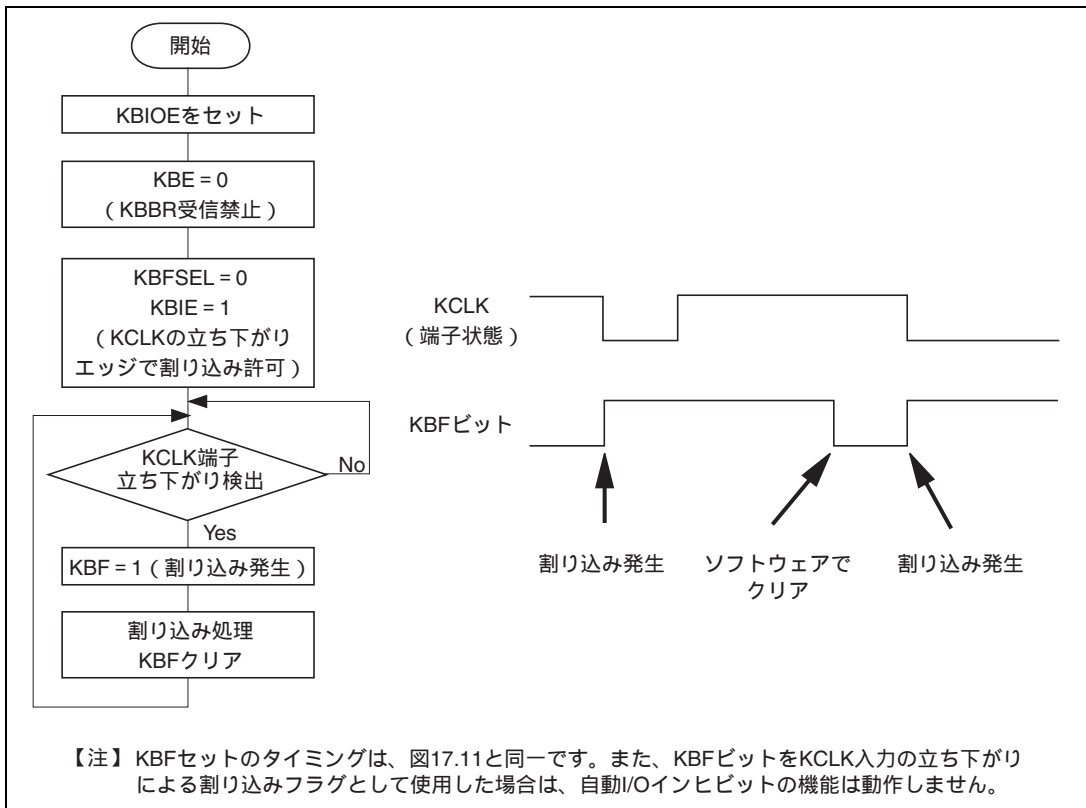 開始
KBIOEをセット
KBE = 0
（KBBR受信禁止）
KBFSEL = 0
KBIE = 1
（KCLKの立ち下がり
エッジで割り込み許可）
KCLK端子
立ち下がり検出
No
Yes
KBF = 1（割り込み発生）
割り込み処理
KBFクリア
KCLK
（端子状態）
KBFビット
割り込み発生
ソフトウェアで
クリア
割り込み発生
【注】 KBFセットのタイミングは、図17.11と同一です。また、KBFビットをKCLK入力の立ち下がり
による割り込みフラグとして使用した場合は、自動I/Oインヒビットの機能は動作しません。